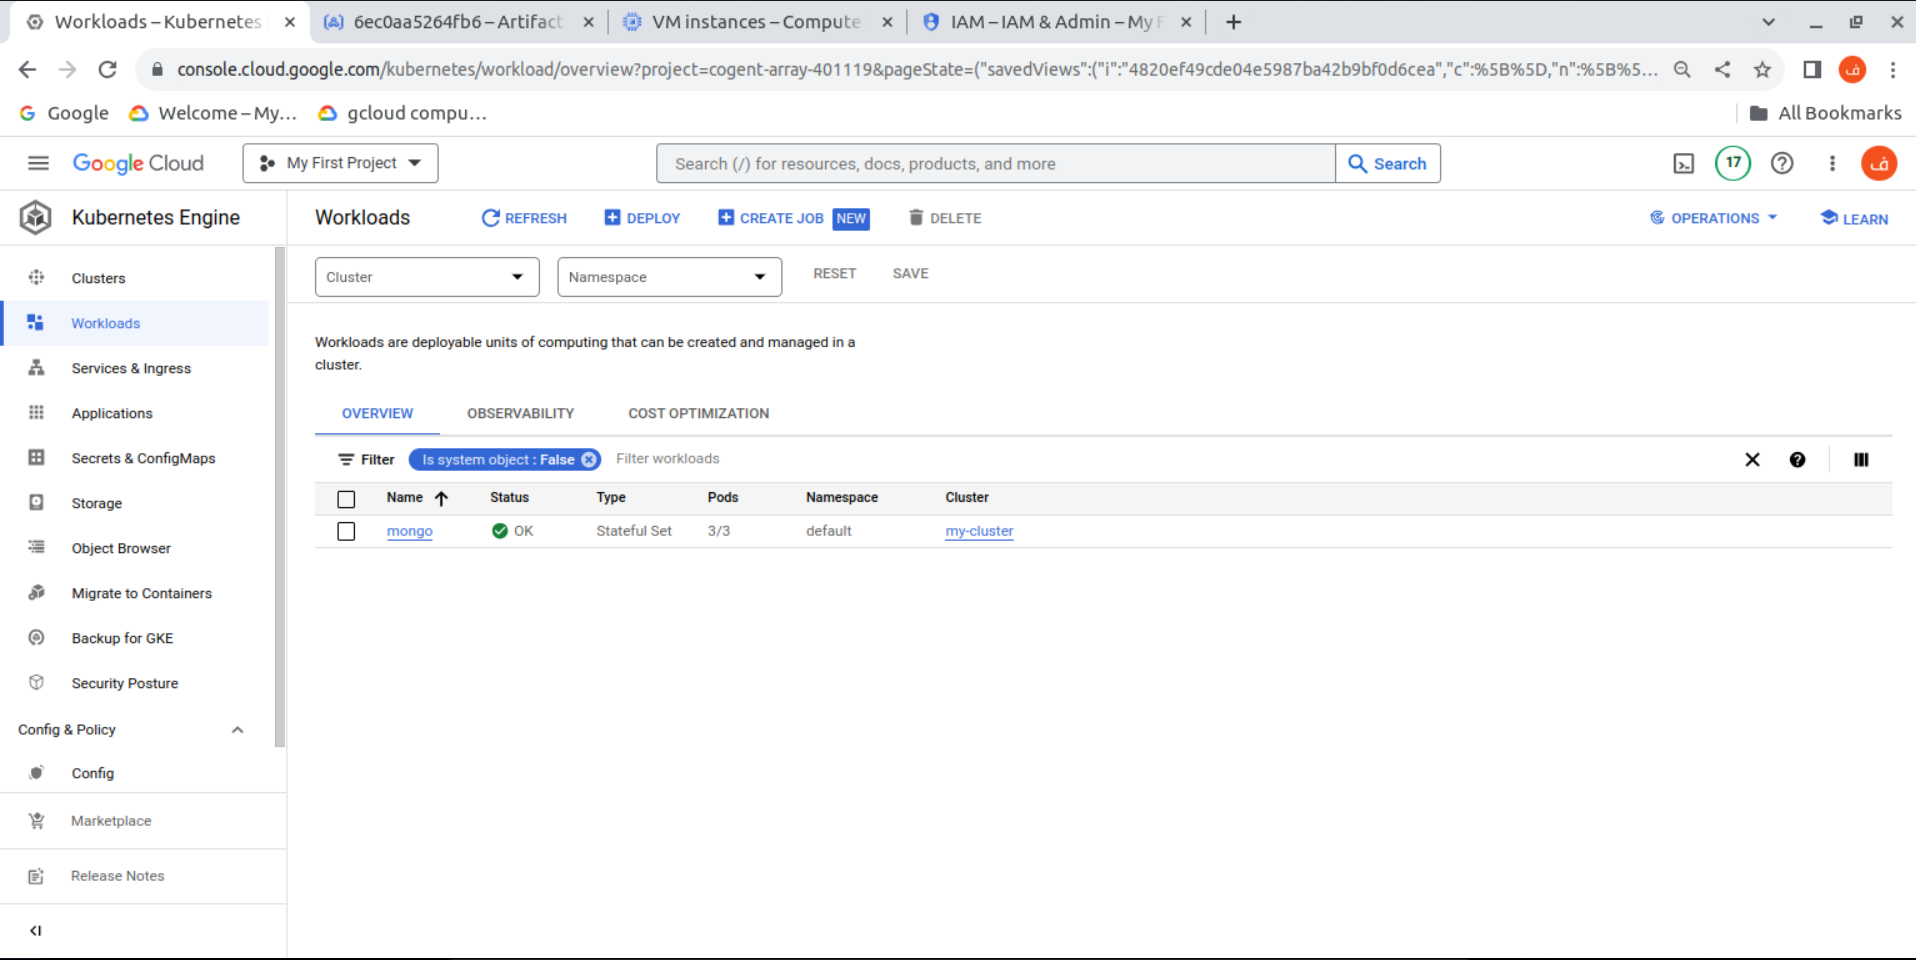 Workloads – Kubernetes
6ec0aa5264fb6 – Artifact
VM instances – Compute
IAM – IAM & Admin – My F
console.cloud.google.com/kubernetes/workload/overview?project=cogent-array-401119&pageState=("savedViews":("i":"4820ef49cde04e5987ba42b9bf0d6cea","c":%5B%5D,"n":%5B%5...
ف
Google
Welcome – My...
gcloud compu...
All Bookmarks
Google Cloud
My First Project
Search (/) for resources, docs, products, and more
Search
17
ف
Kubernetes Engine
Workloads
REFRESH
DEPLOY
CREATE JOB NEW
DELETE
OPERATIONS
LEARN
Clusters
Workloads
Services & Ingress
Applications
Secrets & ConfigMaps
Storage
Object Browser
Migrate to Containers
Backup for GKE
Security Posture
Config & Policy
Config
Marketplace
Release Notes
Cluster
Namespace
RESET
SAVE
Workloads are deployable units of computing that can be created and managed in a
cluster.
OVERVIEW
OBSERVABILITY
COST OPTIMIZATION
Filter
Is system object : False
Filter workloads
Name Status Type Pods Namespace Cluster
mongo OK Stateful Set 3/3 default my-cluster